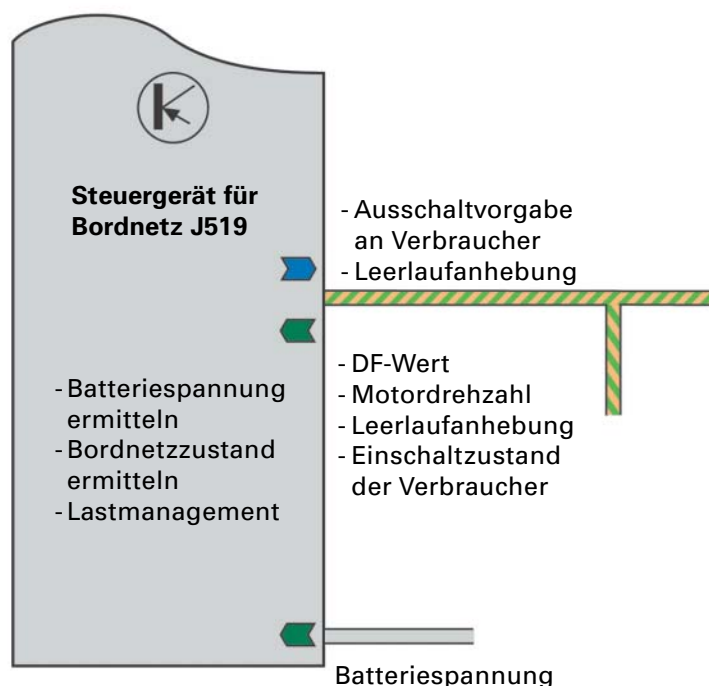 Steuergerät für
Bordnetz J519
- Batteriespannung
ermitteln
- Bordnetzzustand
ermitteln
- Lastmanagement
- Ausschaltvorgabe
an Verbraucher
- Leerlaufanhebung
- DF-Wert
- Motordrehzahl
- Leerlaufanhebung
- Einschaltzustand
der Verbraucher
Batteriespannung